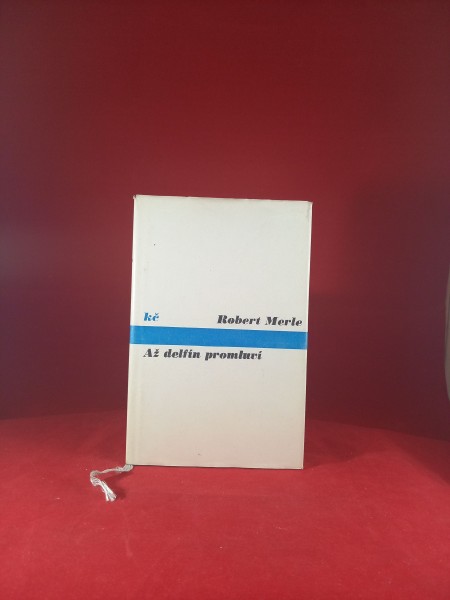 kč Robert Merle
Až delfín promluví